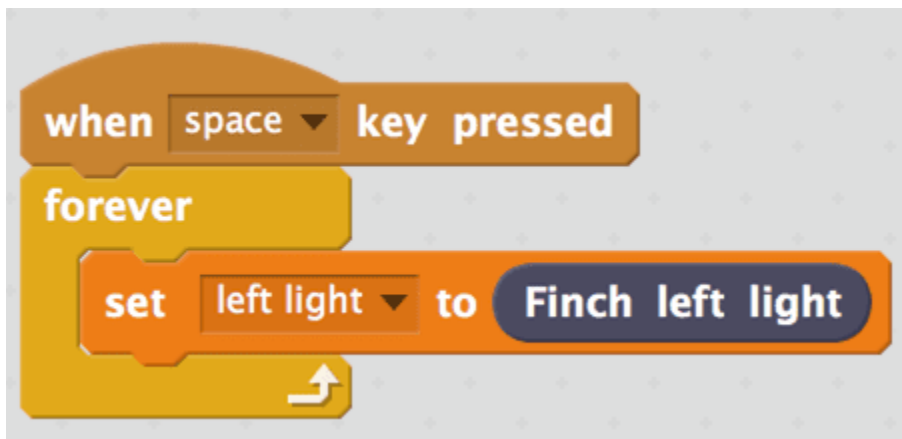 when space key pressed
forever
set left light to Finch left light